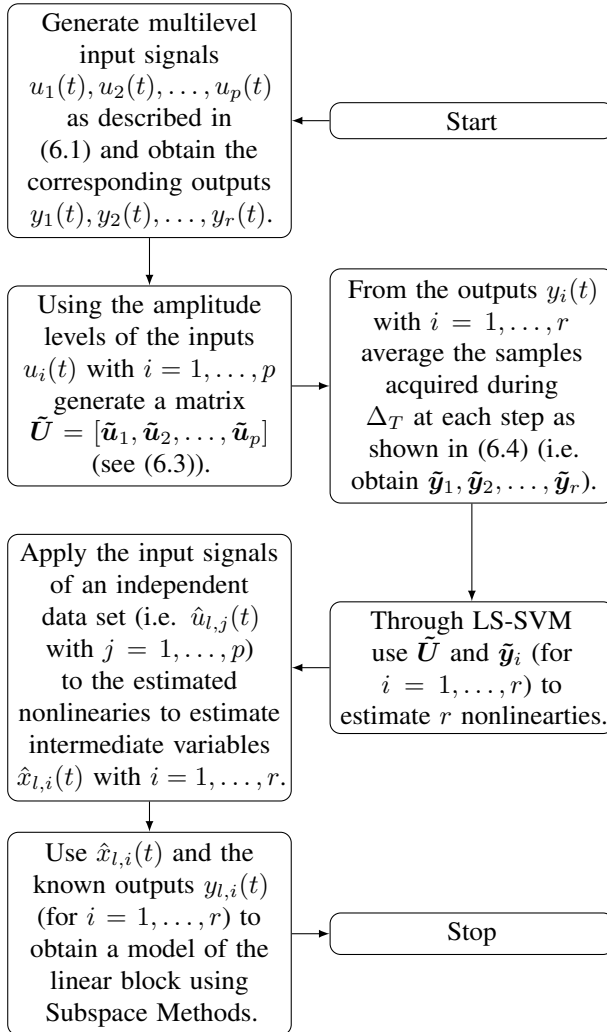 Start
Generate multilevel
input signals
u₁(t), u₂(t), . . . , uₚ(t)
as described in
(6.1) and obtain the
corresponding outputs
y₁(t), y₂(t), . . . , yᵣ(t).
Using the amplitude
levels of the inputs
uᵢ(t) with i = 1, . . . , p
generate a matrix
Ũ = [ũ₁, ũ₂, . . . , ũₚ]
(see (6.3)).
From the outputs yᵢ(t)
with i = 1, . . . , r
average the samples
acquired during
Δ_T at each step as
shown in (6.4) (i.e.
obtain ỹ₁, ỹ₂, . . . , ỹᵣ).
Through LS-SVM
use Ũ and ỹᵢ (for
i = 1, . . . , r) to
estimate r nonlinearties.
Apply the input signals
of an independent
data set (i.e. û_{l,j}(t)
with j = 1, . . . , p)
to the estimated
nonlinearies to estimate
intermediate variables
x̂_{l,i}(t) with i = 1, . . . , r.
Use x̂_{l,i}(t) and the
known outputs y_{l,i}(t)
(for i = 1, . . . , r) to
obtain a model of the
linear block using
Subspace Methods.
Stop